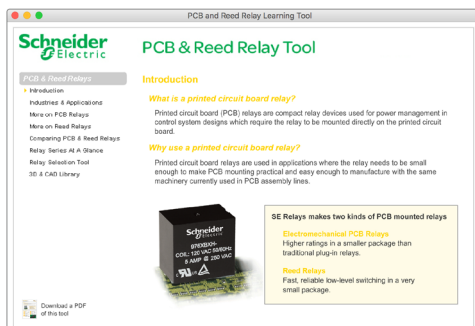 PCB and Reed Relay Learning Tool
Schneider
Electric
PCB & Reed Relay Tool
PCB & Reed Relays
Introduction
Industries & Applications
More on PCB Relays
More on Reed Relays
Comparing PCB & Reed Relays
Relay Series At A Glance
Relay Selection Tool
3D & CAD Library
Download a PDF
of this tool
Introduction
What is a printed circuit board relay?
Printed circuit board (PCB) relays are compact relay devices used for power management in
control system designs which require the relay to be mounted directly on the printed circuit
board.
Why use a printed circuit board relay?
Printed circuit board relays are used in applications where the relay needs to be small
enough to make PCB mounting practical and easy enough to manufacture with the same
machinery currently used in PCB assembly lines.
Schneider
Electric
976XBXH-
COIL: 120 VAC 50/60Hz
5 AMP @ 250 VAC
SE Relays makes two kinds of PCB mounted relays
Electromechanical PCB Relays
Higher ratings in a smaller package than
traditional plug-in relays.
Reed Relays
Fast, reliable low-level switching in a very
small package.